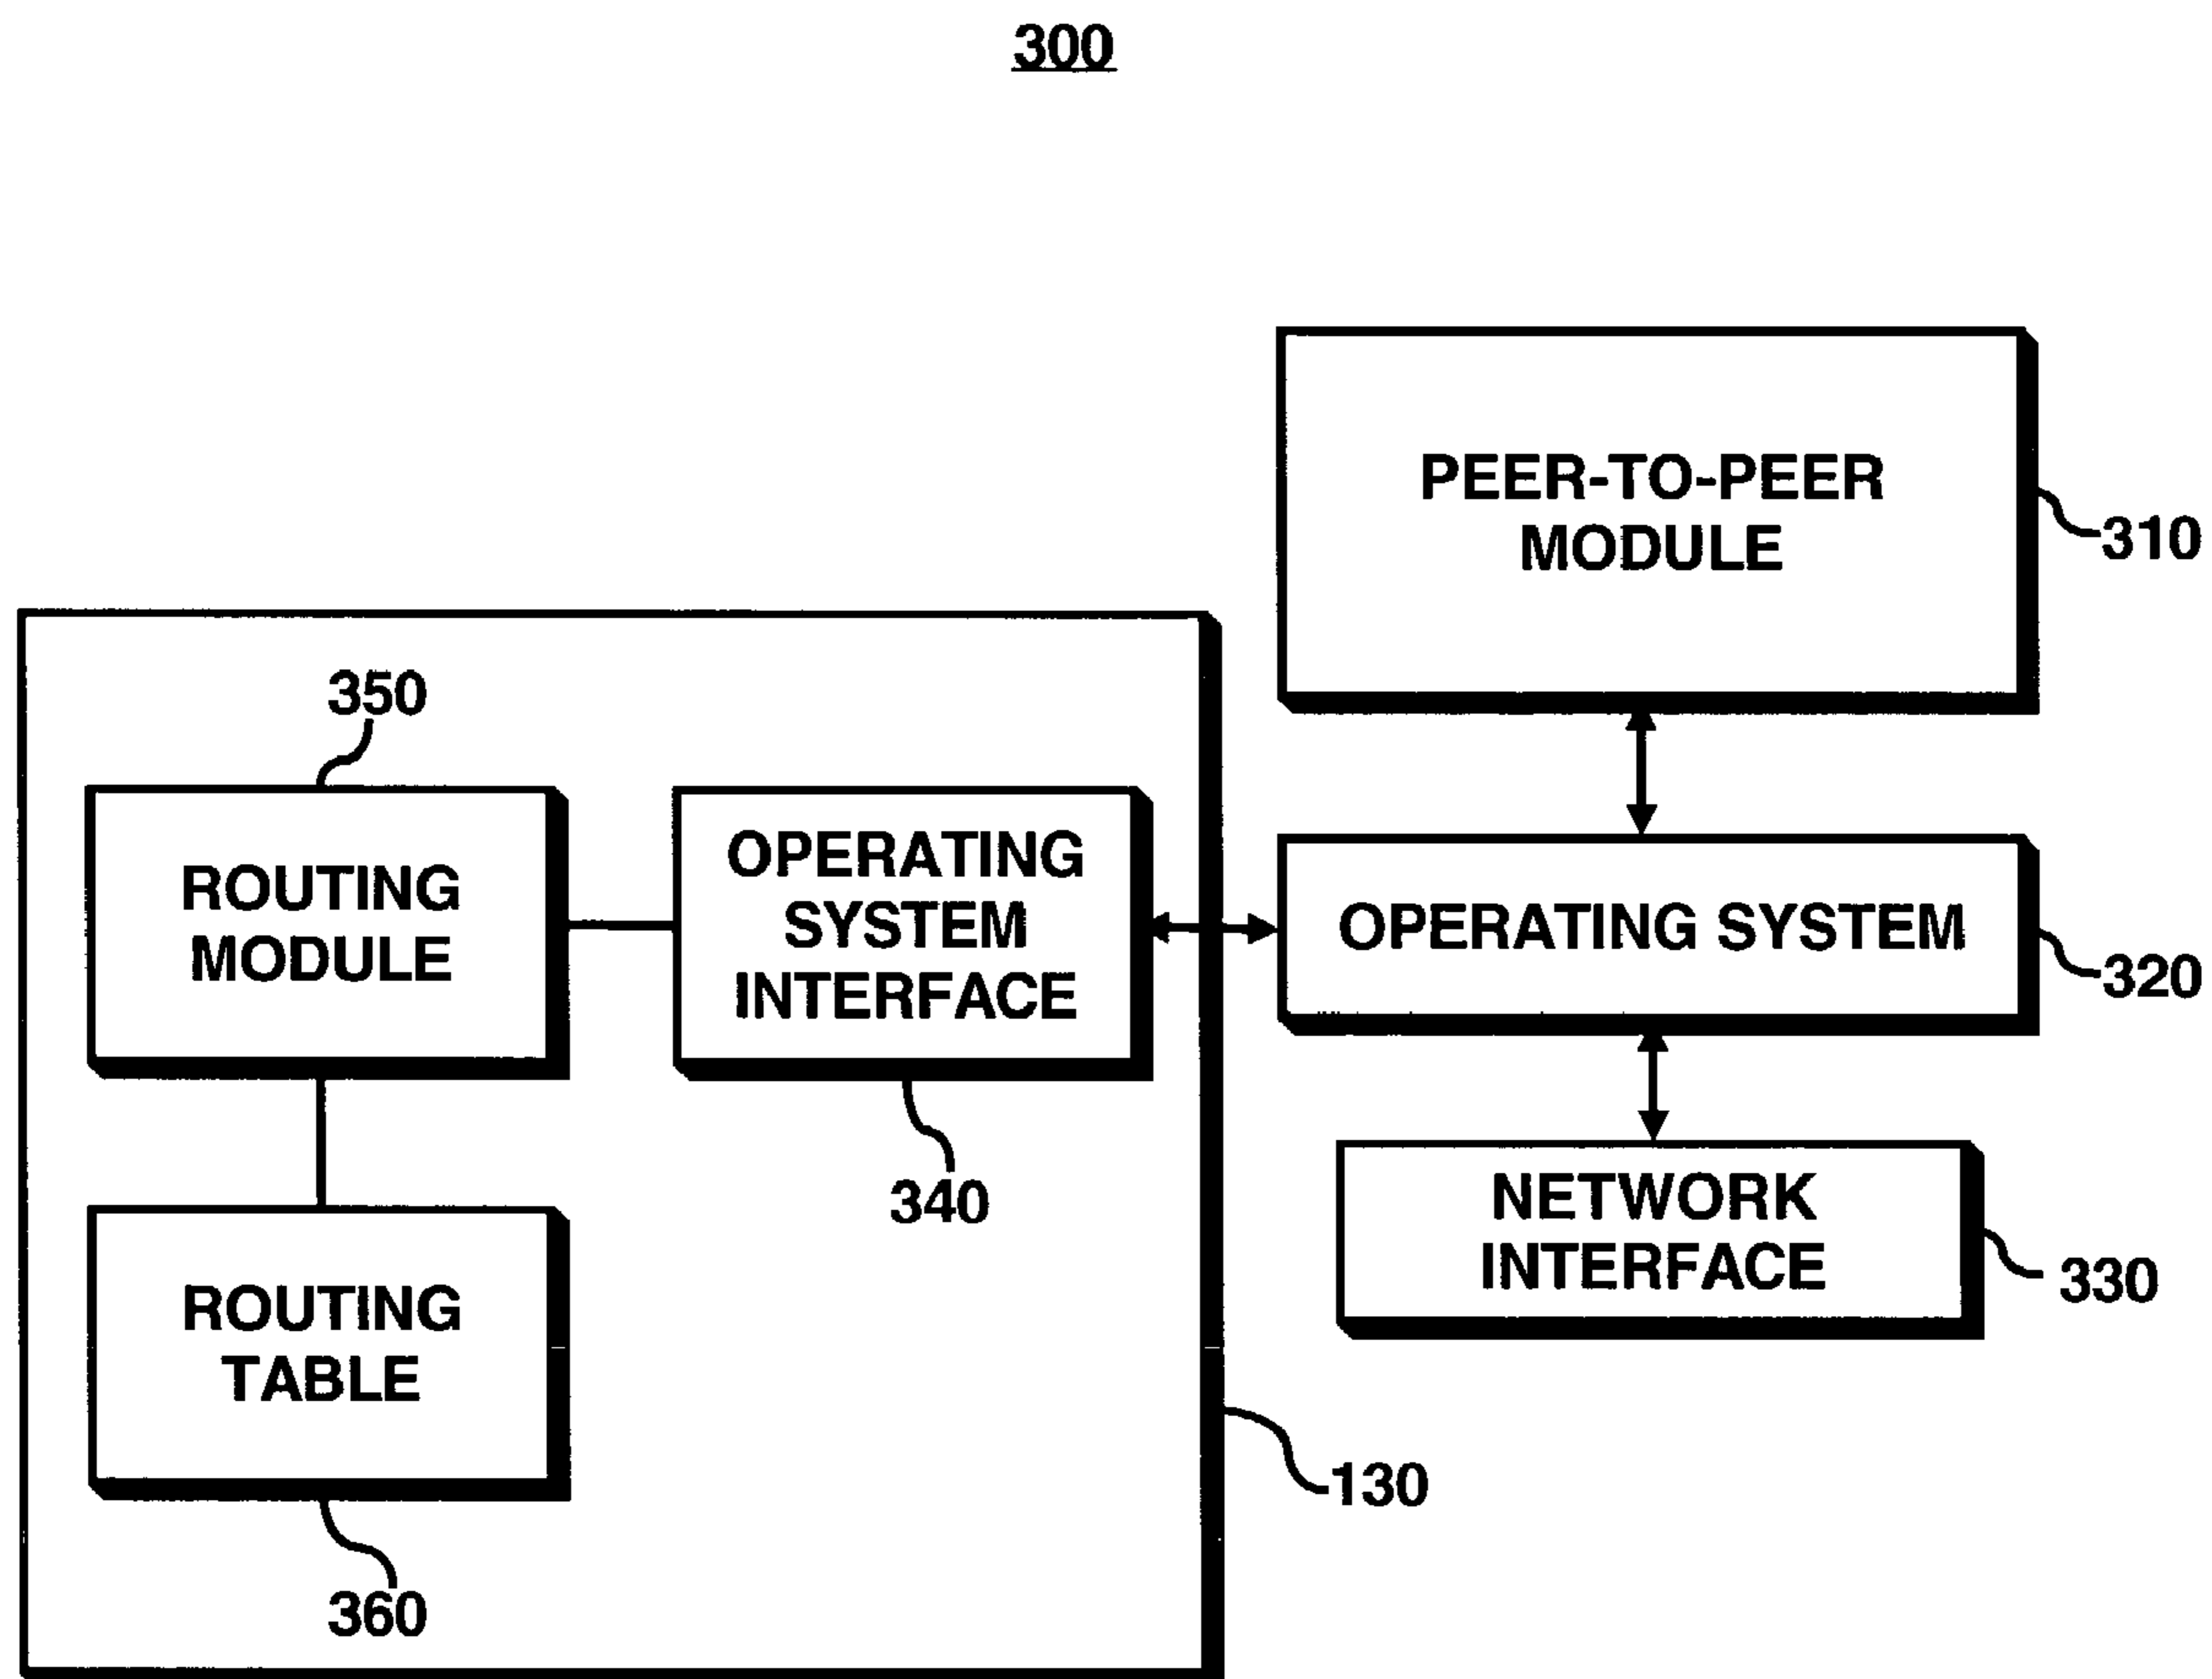 300
PEER-TO-PEER
MODULE
310
350
ROUTING
MODULE
OPERATING
SYSTEM
INTERFACE
OPERATING SYSTEM
320
340
NETWORK
INTERFACE
330
ROUTING
TABLE
130
360